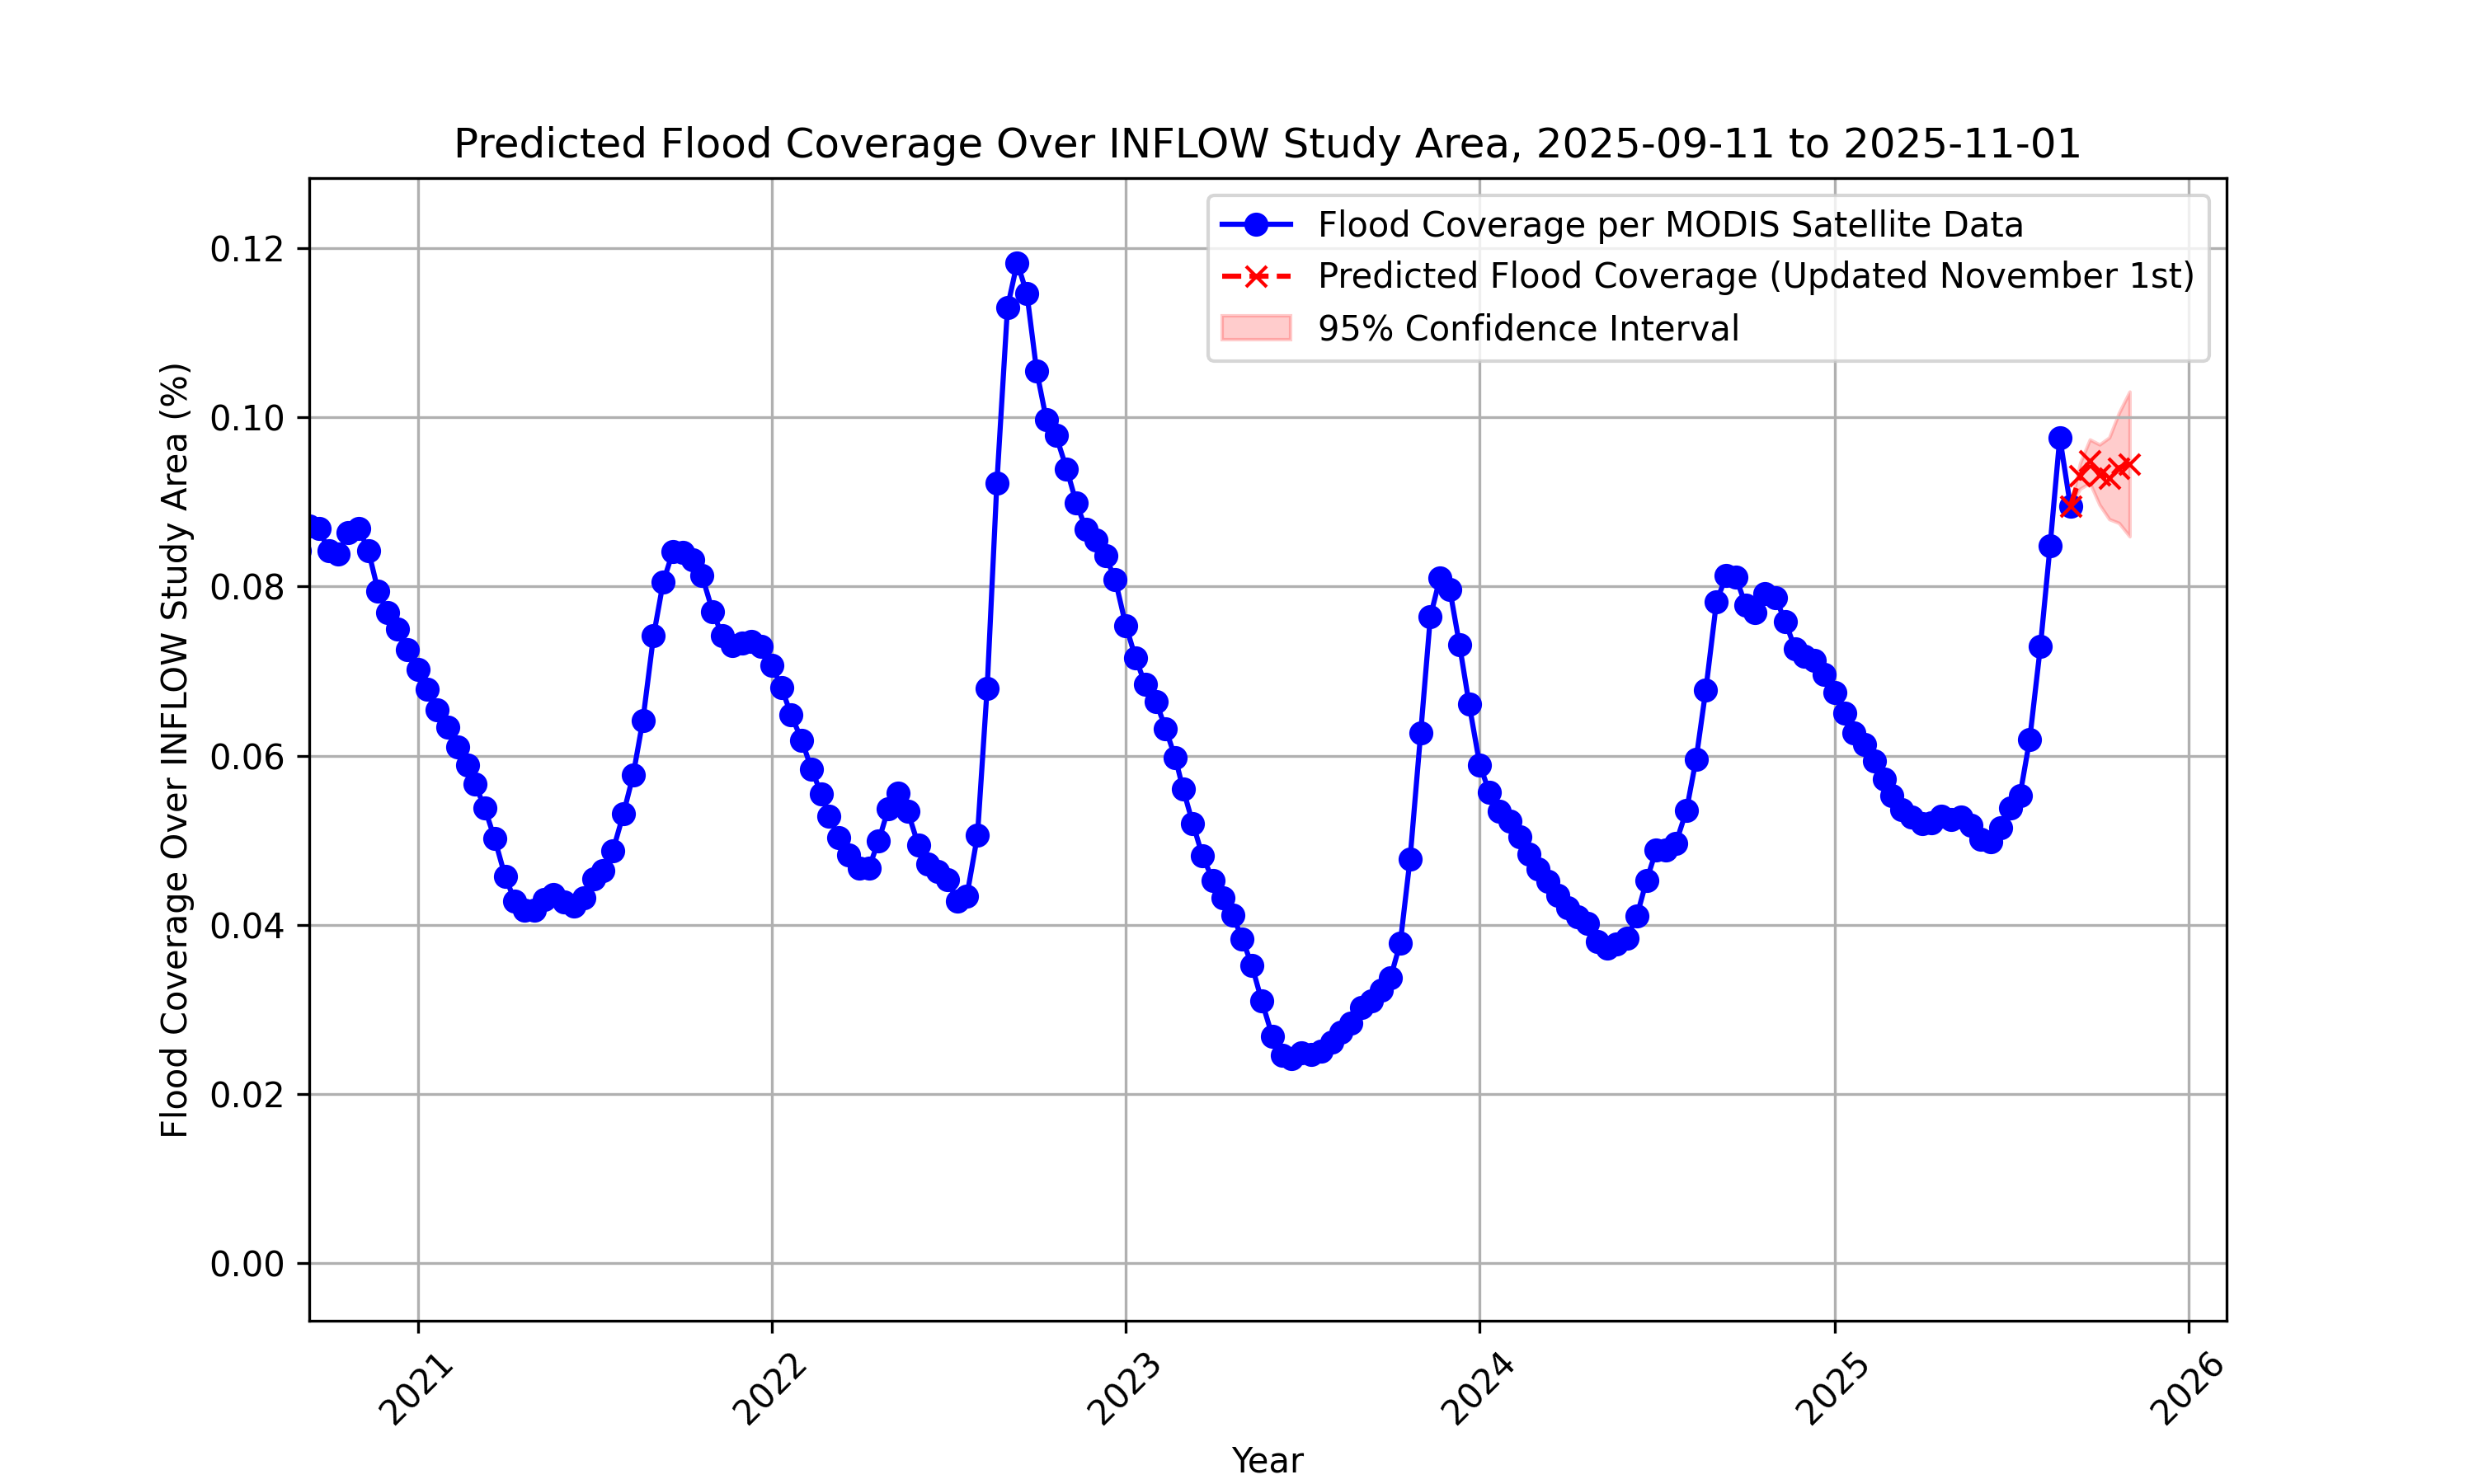 Predicted Flood Coverage Over INFLOW Study Area, 2025-09-11 to 2025-11-01
Flood Coverage per MODIS Satellite Data
Predicted Flood Coverage (Updated November 1st)
95% Confidence Interval
Flood Coverage Over INFLOW Study Area (%)
0.12
0.10
0.08
0.06
0.04
0.02
0.00
2021
2022
2023
2024
2025
2026
Year